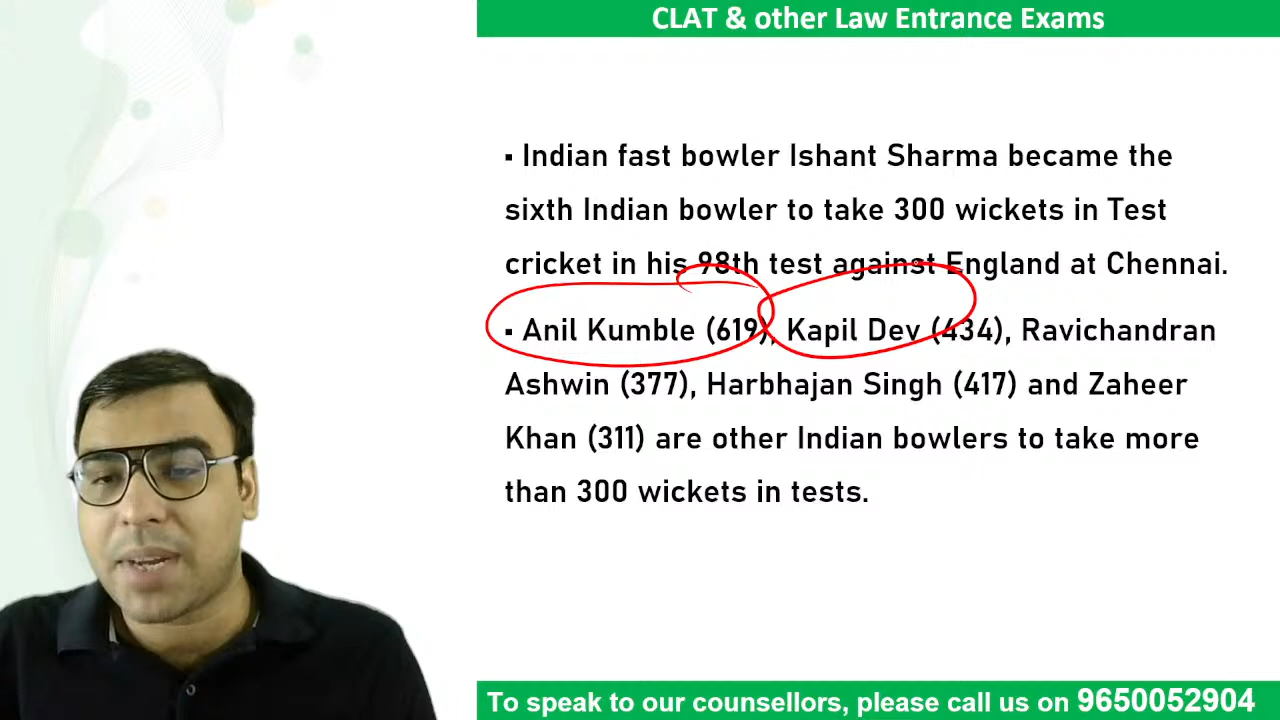 CLAT & other Law Entrance Exams
▪ Indian fast bowler Ishant Sharma became the
sixth Indian bowler to take 300 wickets in Test
cricket in his 98th test against England at Chennai.
▪ Anil Kumble (619), Kapil Dev (434), Ravichandran
Ashwin (377), Harbhajan Singh (417) and Zaheer
Khan (311) are other Indian bowlers to take more
than 300 wickets in tests.
To speak to our counsellors, please call us on 9650052904